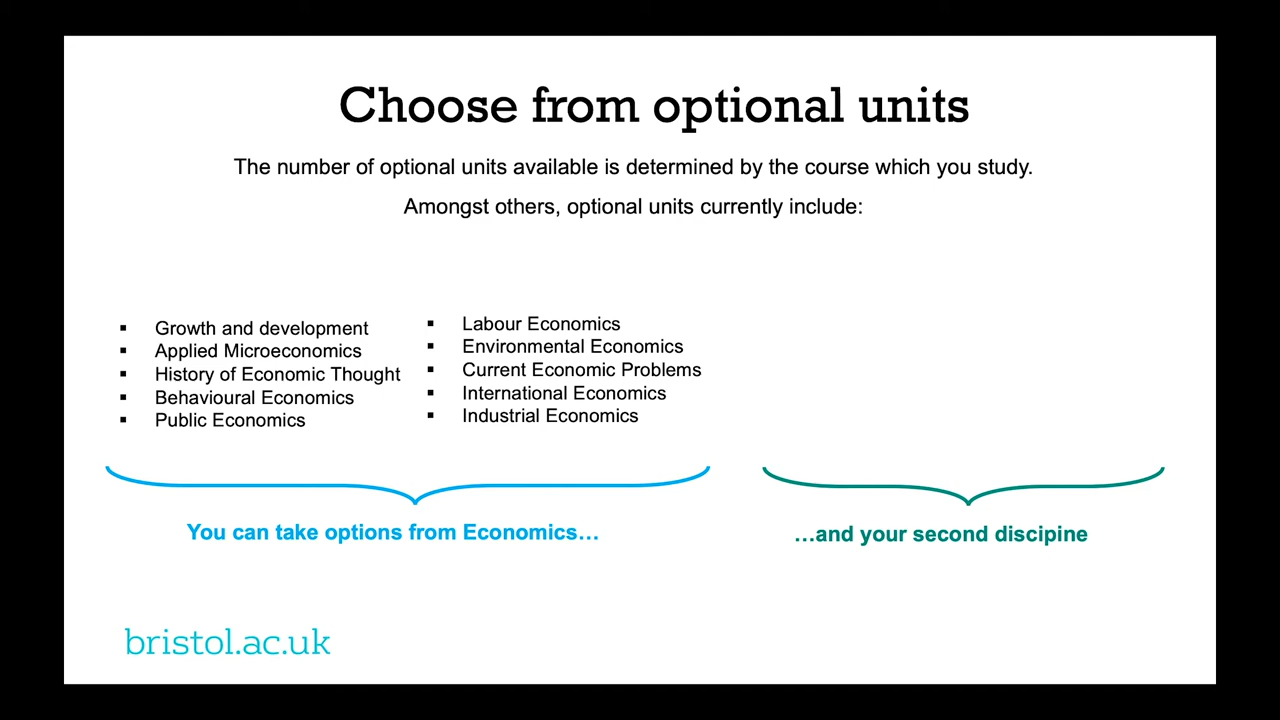 Choose from optional units
The number of optional units available is determined by the course which you study.
Amongst others, optional units currently include:
▪ Growth and development
▪ Applied Microeconomics
▪ History of Economic Thought
▪ Behavioural Economics
▪ Public Economics
▪ Labour Economics
▪ Environmental Economics
▪ Current Economic Problems
▪ International Economics
▪ Industrial Economics
You can take options from Economics…
…and your second discipine
bristol.ac.uk